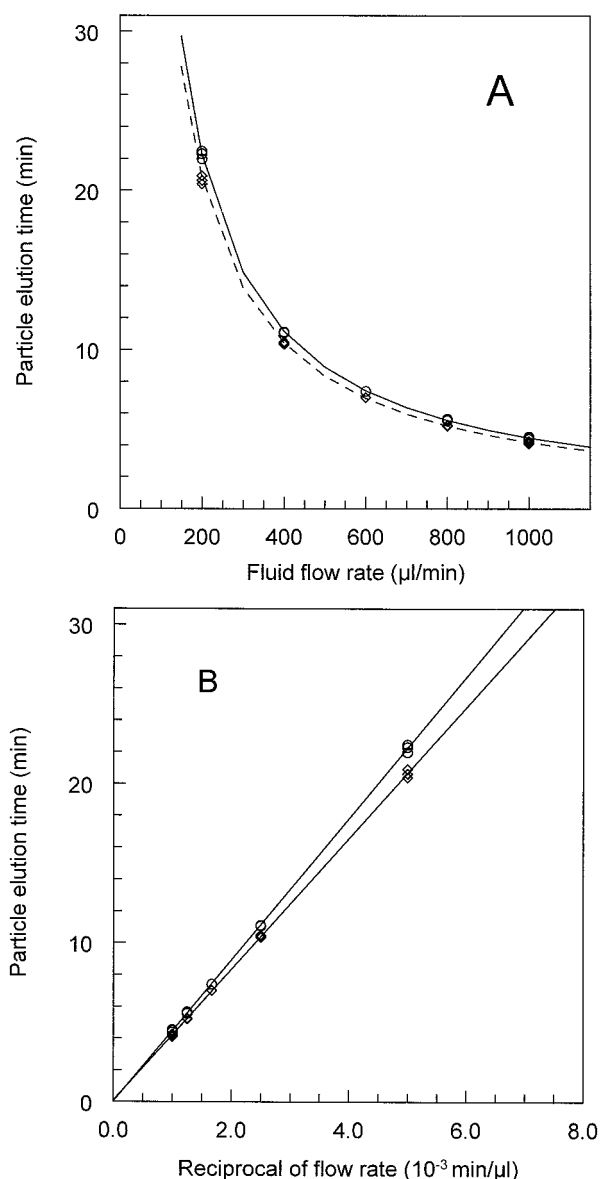 30
A
20
10
0
Particle elution time (min)
0 200 400 600 800 1000
Fluid flow rate (µl/min)
30
B
20
10
0
Particle elution time (min)
0.0 2.0 4.0 6.0 8.0
Reciprocal of flow rate (10⁻³ min/µl)